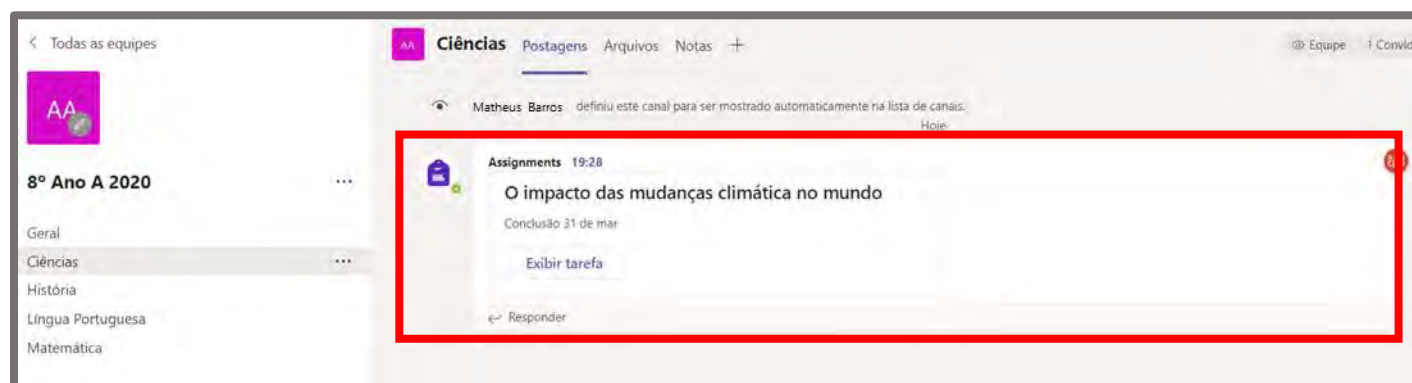 Todas as equipes
AA
8º Ano A 2020
Geral
Ciências
História
Língua Portuguesa
Matemática
AA Ciências Postagens Arquivos Notas +
Equipe 1 Convid
Matheus Barros definiu este canal para ser mostrado automaticamente na lista de canais.
Hoje
Assignments 19:28
O impacto das mudanças climática no mundo
Conclusão 31 de mar
Exibir tarefa
Responder